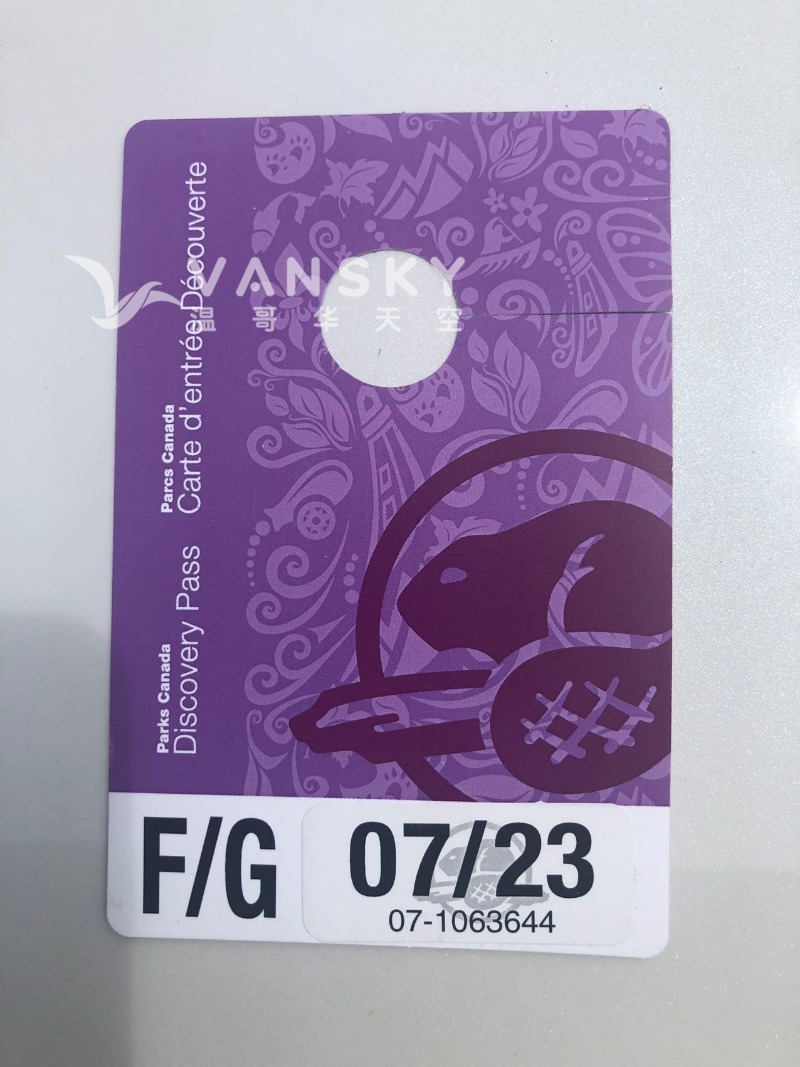 Parks Canada
Discovery Pass
Parcs Canada
Carte d'entrée Découverte
VANSKY
温哥华天空
F/G
07/23
07-1063644